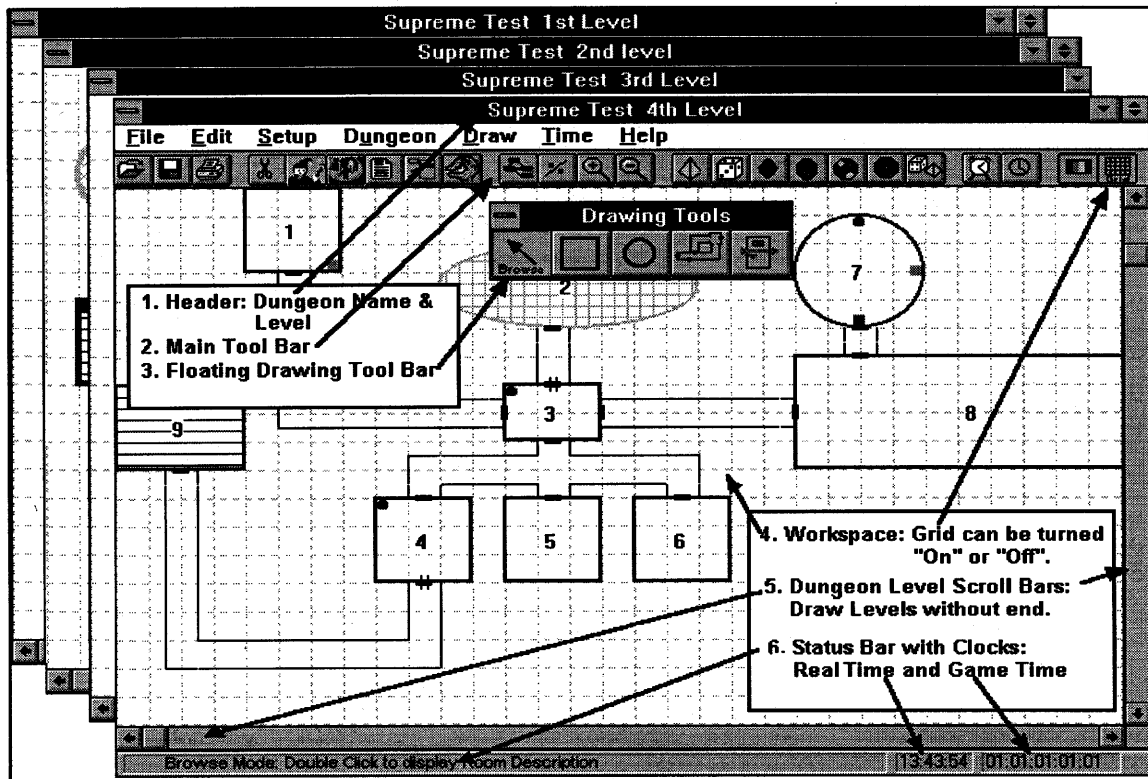 Supreme Test 1st Level
Supreme Test 2nd level
Supreme Test 3rd Level
Supreme Test 4th Level
File Edit Setup Dungeon Draw Time Help
Drawing Tools
Browse
1
2
7
1. Header: Dungeon Name &
Level
2. Main Tool Bar
3. Floating Drawing Tool Bar
3
8
9
4
5
6
4. Workspace: Grid can be turned
"On" or "Off".
5. Dungeon Level Scroll Bars:
Draw Levels without end.
6. Status Bar with Clocks:
Real Time and Game Time
Browse Mode: Double Click to display Room Description
13:43:54
01:01:01:01:01